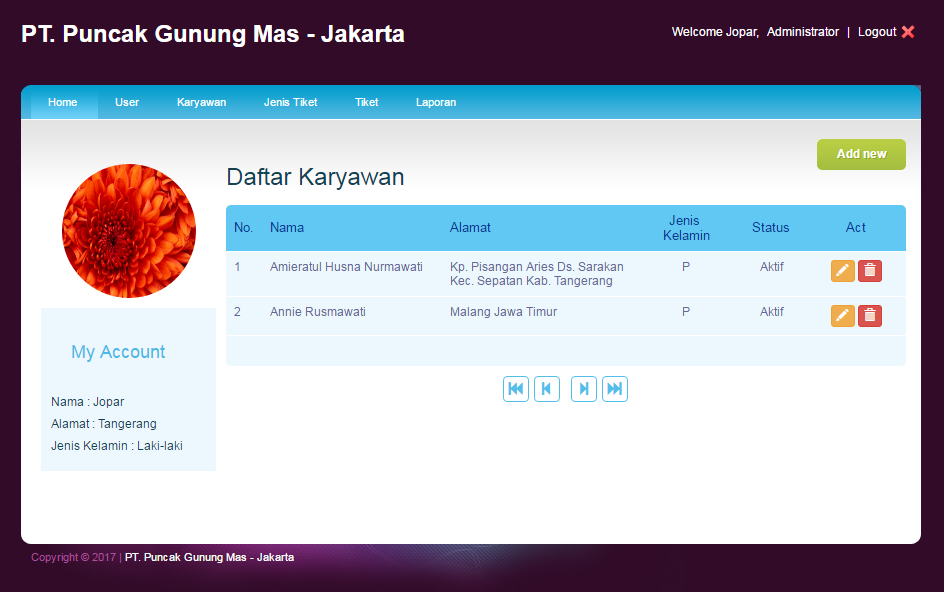 PT. Puncak Gunung Mas - Jakarta
Welcome Jopar, Administrator | Logout
Home User Karyawan Jenis Tiket Tiket Laporan
Add new
Daftar Karyawan
No. Nama Alamat Jenis Kelamin Status Act
1 Amieratul Husna Nurmawati Kp. Pisangan Aries Ds. Sarakan P Aktif
Kec. Sepatan Kab. Tangerang
2 Annie Rusmawati Malang Jawa Timur P Aktif
My Account
Nama : Jopar
Alamat : Tangerang
Jenis Kelamin : Laki-laki
Copyright © 2017 | PT. Puncak Gunung Mas - Jakarta